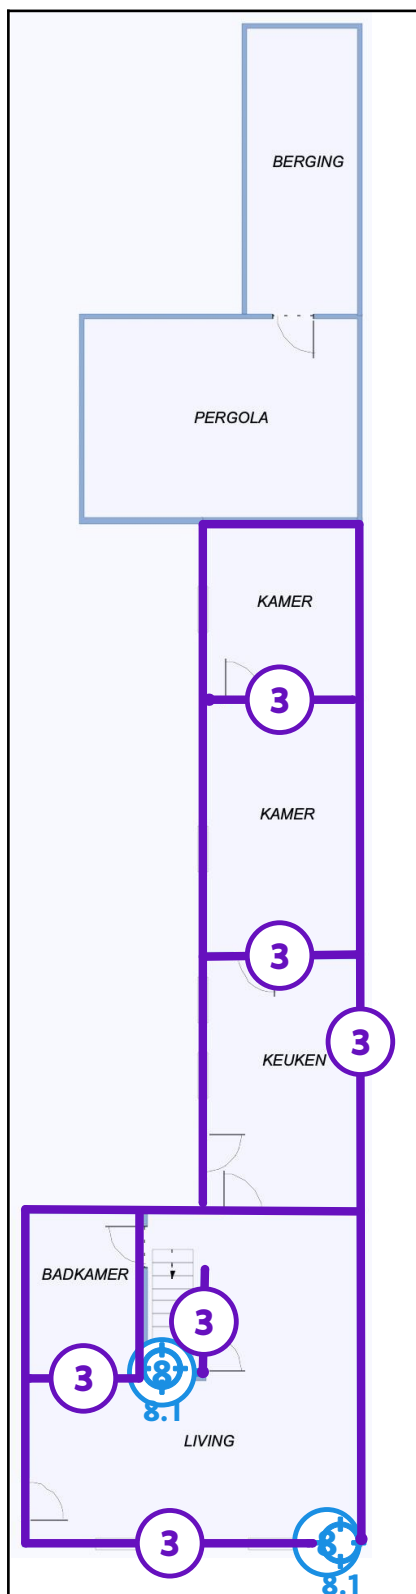 BERGING
PERGOLA
KAMER
3
KAMER
3
3
KEUKEN
BADKAMER
3
3
8
8.1
LIVING
3
8
8.1